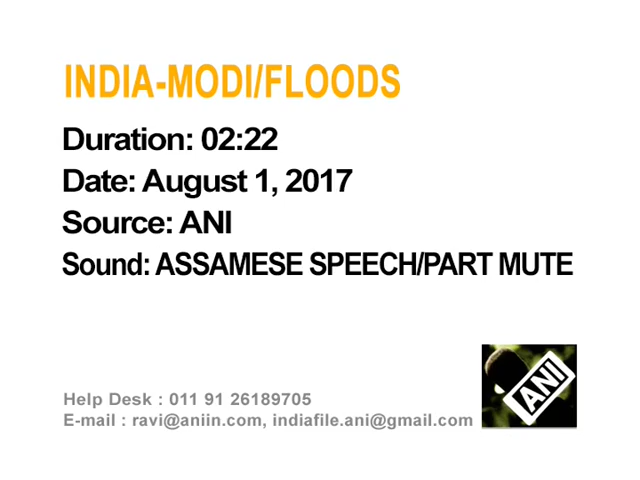 INDIA-MODI/FLOODS
Duration: 02:22
Date: August 1, 2017
Source: ANI
Sound: ASSAMESE SPEECH/PART MUTE
ANI
Help Desk : 011 91 26189705
E-mail : ravi@aniin.com, indiafile.ani@gmail.com